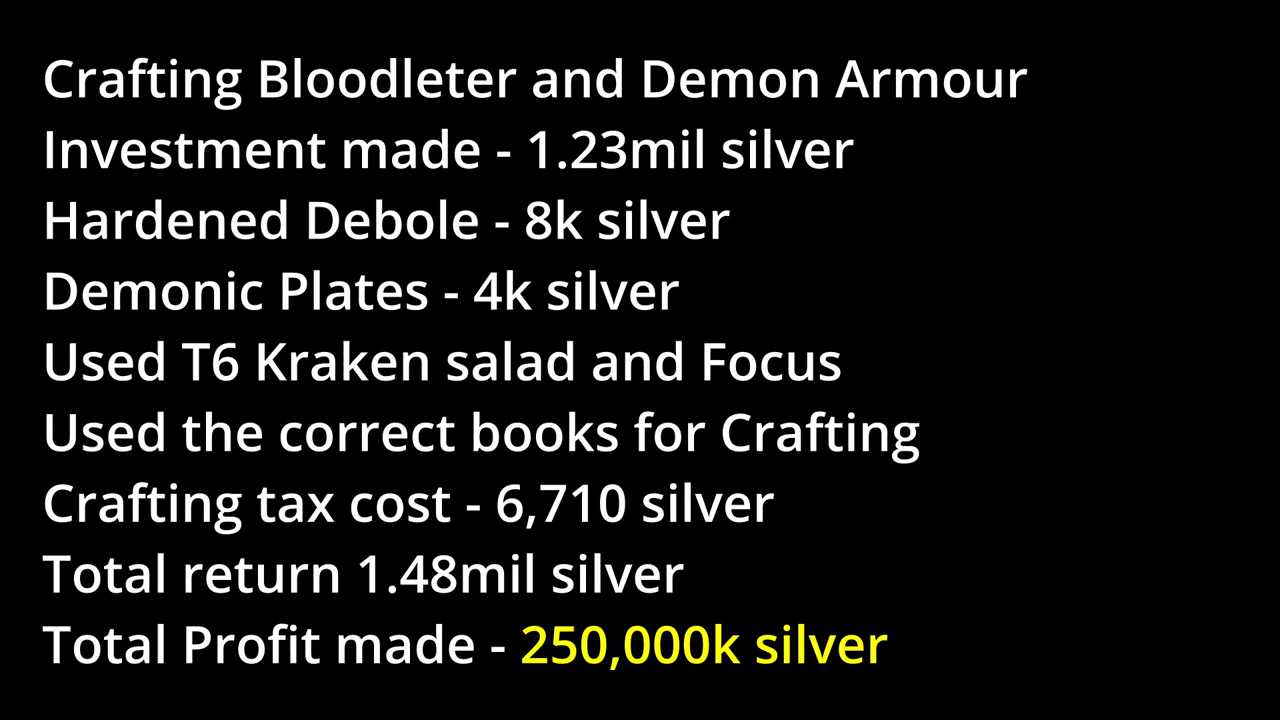 Crafting Bloodleter and Demon Armour
Investment made - 1.23mil silver
Hardened Debole - 8k silver
Demonic Plates - 4k silver
Used T6 Kraken salad and Focus
Used the correct books for Crafting
Crafting tax cost - 6,710 silver
Total return 1.48mil silver
Total Profit made - 250,000k silver